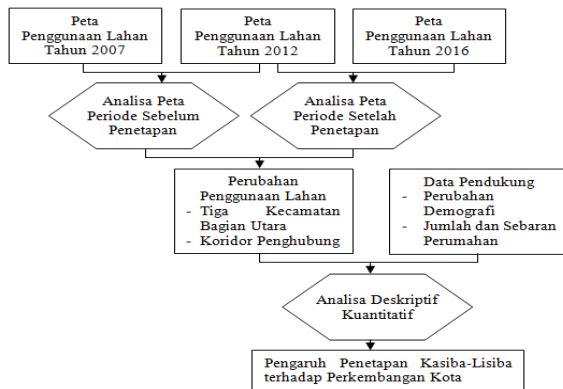 Peta
Penggunaan Lahan
Tahun 2007
Peta
Penggunaan Lahan
Tahun 2012
Peta
Penggunaan Lahan
Tahun 2016
Analisa Peta
Periode Sebelum
Penetapan
Analisa Peta
Periode Setelah
Penetapan
Perubahan
Penggunaan Lahan
- Tiga Kecamatan
Bagian Utara
- Koridor Penghubung
Data Pendukung
- Perubahan
Demografi
- Jumlah dan Sebaran
Perumahan
Analisa Deskriptif
Kuantitatif
Pengaruh Penetapan Kasiba-Lisiba
terhadap Perkembangan Kota